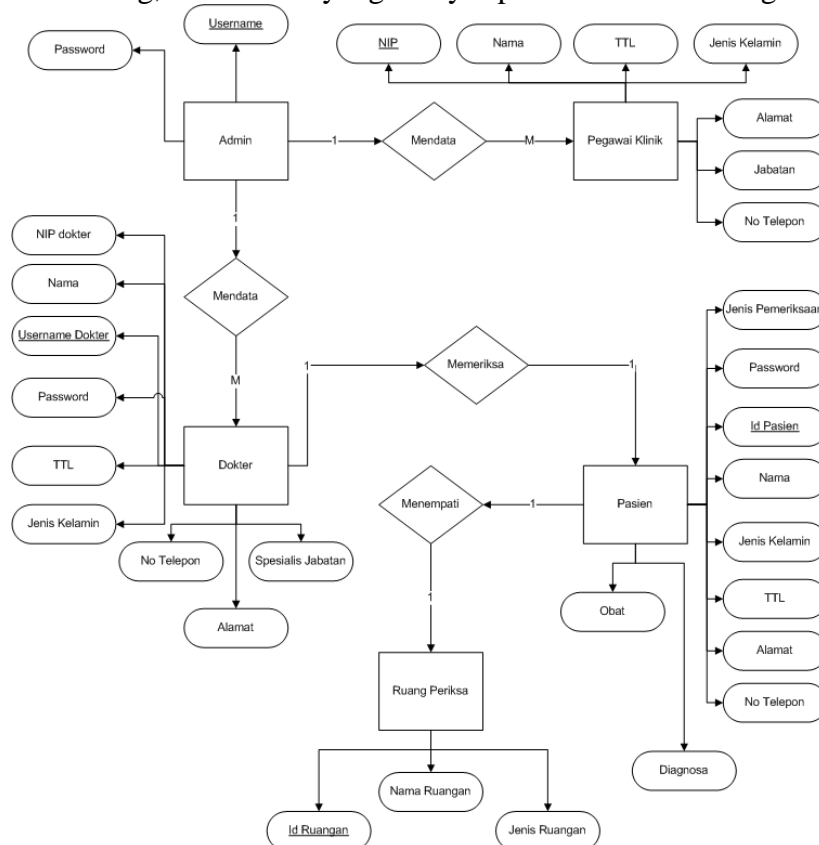 Username
Password
NIP
Nama
TTL
Jenis Kelamin
Admin
1
Mendata
M
Pegawai Klinik
Alamat
Jabatan
No Telepon
1
NIP dokter
Nama
Mendata
Username Dokter
Password
M
TTL
Dokter
Jenis Kelamin
No Telepon
Spesialis Jabatan
Alamat
1
Memeriksa
1
Jenis Pemeriksaan
Password
Id Pasien
Nama
Menempati
1
Pasien
Jenis Kelamin
Obat
TTL
Alamat
No Telepon
Diagnosa
1
Ruang Periksa
Nama Ruangan
Id Ruangan
Jenis Ruangan